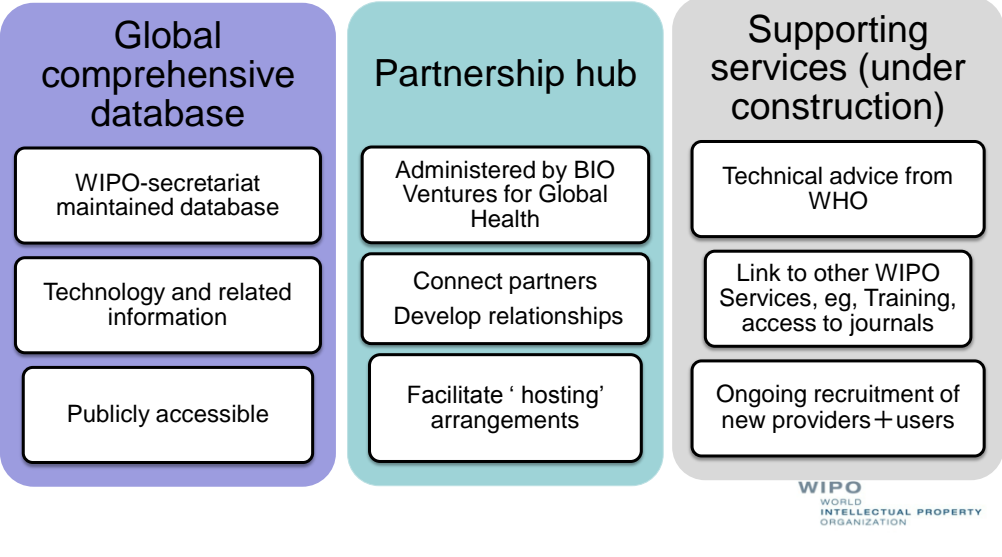 Global
comprehensive
database
WIPO-secretariat
maintained database
Technology and related
information
Publicly accessible
Partnership hub
Administered by BIO
Ventures for Global
Health
Connect partners
Develop relationships
Facilitate ‘ hosting’
arrangements
Supporting
services (under
construction)
Technical advice from
WHO
Link to other WIPO
Services, eg, Training,
access to journals
Ongoing recruitment of
new providers＋users
WIPO
WORLD
INTELLECTUAL PROPERTY
ORGANIZATION